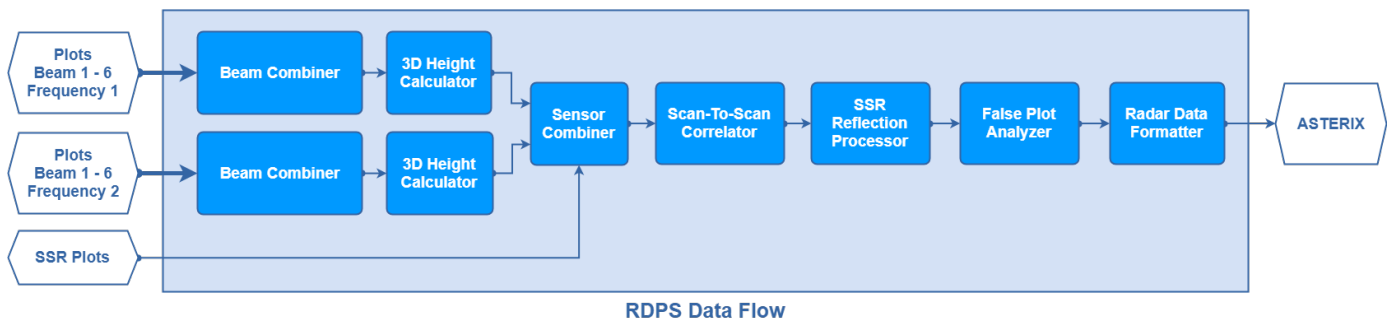 Plots
Beam 1 - 6
Frequency 1
Beam Combiner
3D Height
Calculator
Plots
Beam 1 - 6
Frequency 2
Beam Combiner
3D Height
Calculator
SSR Plots
Sensor
Combiner
Scan-To-Scan
Correlator
SSR
Reflection
Processor
False Plot
Analyzer
Radar Data
Formatter
ASTERIX
RDPS Data Flow